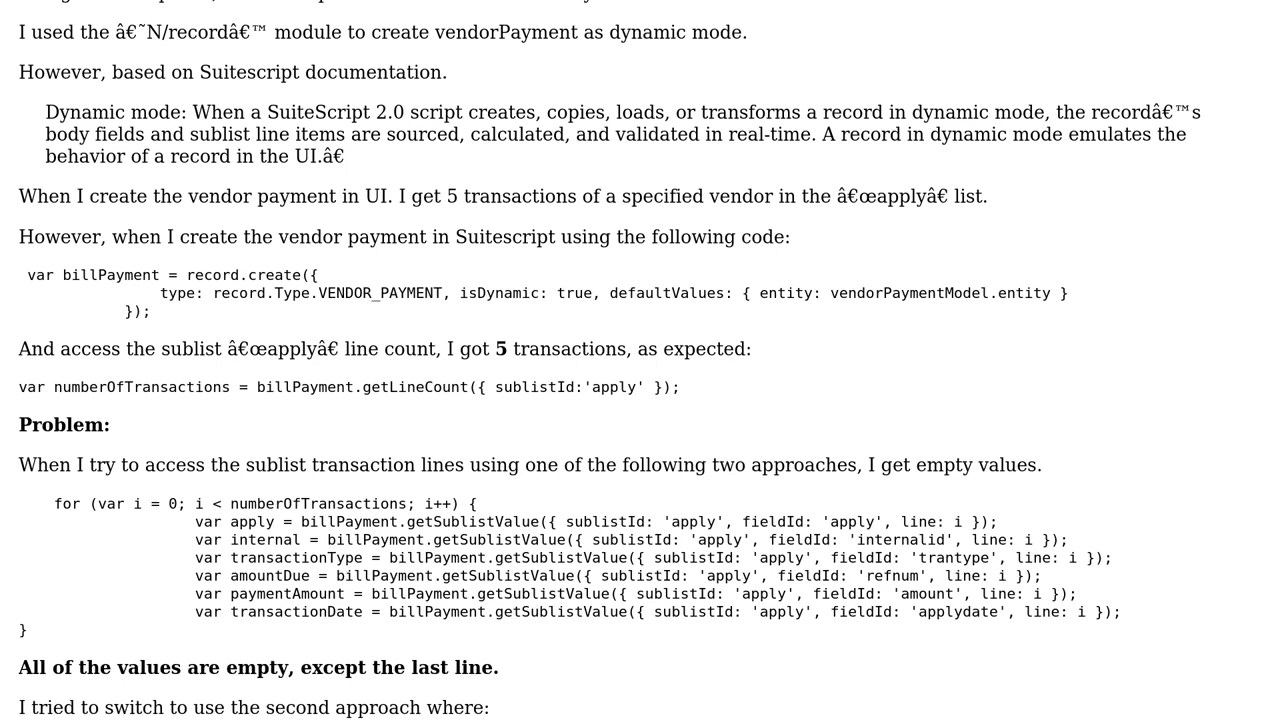 I used the â€˜N/recordâ€™ module to create vendorPayment as dynamic mode.
However, based on Suitescript documentation.
Dynamic mode: When a SuiteScript 2.0 script creates, copies, loads, or transforms a record in dynamic mode, the recordâ€™s
body fields and sublist line items are sourced, calculated, and validated in real-time. A record in dynamic mode emulates the
behavior of a record in the UI.â€
When I create the vendor payment in UI. I get 5 transactions of a specified vendor in the â€œapplyâ€ list.
However, when I create the vendor payment in Suitescript using the following code:
var billPayment = record.create({
type: record.Type.VENDOR_PAYMENT, isDynamic: true, defaultValues: { entity: vendorPaymentModel.entity }
});
And access the sublist â€œapplyâ€ line count, I got 5 transactions, as expected:
var numberOfTransactions = billPayment.getLineCount({ sublistId:'apply' });
Problem:
When I try to access the sublist transaction lines using one of the following two approaches, I get empty values.
for (var i = 0; i < numberOfTransactions; i++) {
var apply = billPayment.getSublistValue({ sublistId: 'apply', fieldId: 'apply', line: i });
var internal = billPayment.getSublistValue({ sublistId: 'apply', fieldId: 'internalid', line: i });
var transactionType = billPayment.getSublistValue({ sublistId: 'apply', fieldId: 'trantype', line: i });
var amountDue = billPayment.getSublistValue({ sublistId: 'apply', fieldId: 'refnum', line: i });
var paymentAmount = billPayment.getSublistValue({ sublistId: 'apply', fieldId: 'amount', line: i });
var transactionDate = billPayment.getSublistValue({ sublistId: 'apply', fieldId: 'applydate', line: i });
}
All of the values are empty, except the last line.
I tried to switch to use the second approach where: